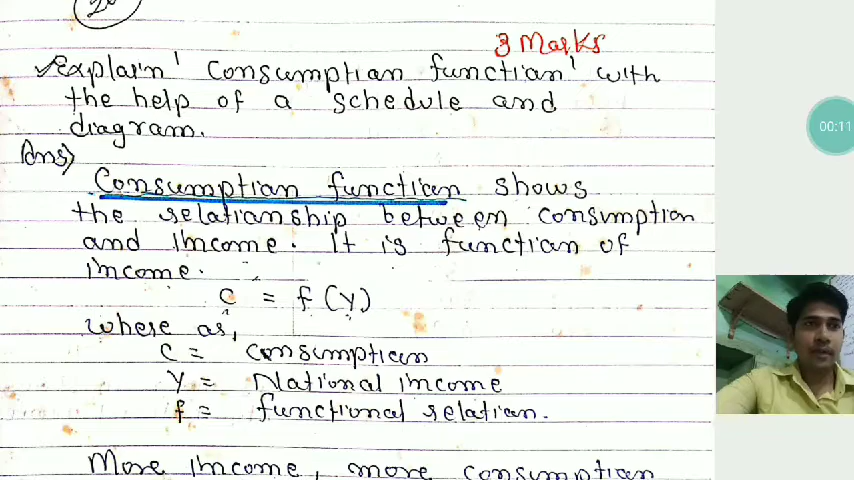 3 Marks
Explain 'Consumption function' with
the help of a schedule and
diagram.
Ans)
Consumption function shows
the relationship between consumption
and income. It is function of
income.
C = f (Y)
where as,
C = Consumption
Y = National income
f = functional relation.
More income, more consumption
00:11